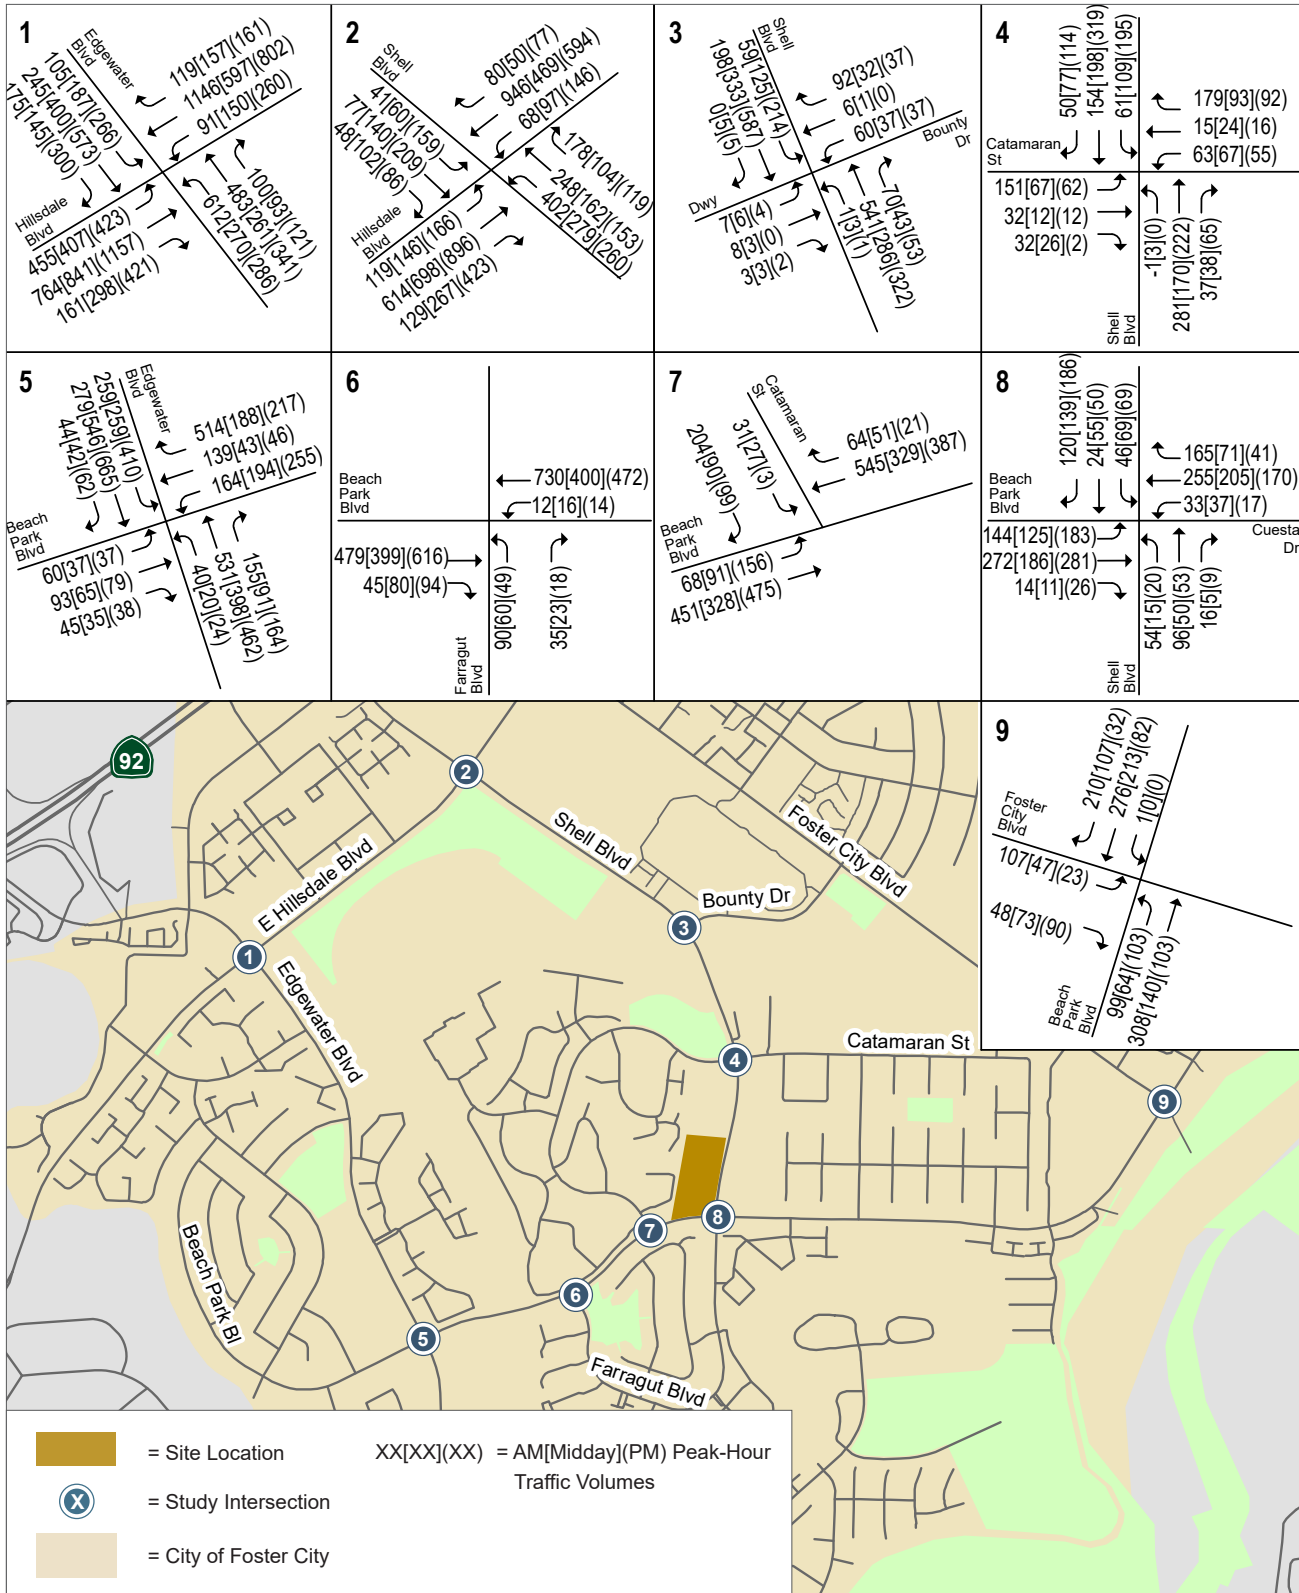 1
Edgewater
Blvd
105[187](266)
245[400](573)
175[145](300)
119[157](161)
1146[597](802)
91[150](260)
Hillsdale
Blvd
455[407](423)
764[841](1157)
161[298](421)
100[93](121)
483[261](341)
612[270](286)
2
Shell
Blvd
41[60](159)
77[140](209)
48[102](86)
80[50](77)
946[469](594)
68[97](146)
Hillsdale
Blvd
119[146](166)
614[698](896)
129[267](423)
178[104](119)
248[162](153)
402[279](260)
3
Shell
Blvd
59[125](214)
198[333](587)
0[5](5)
92[32](37)
6[1](0)
60[37](37)
Bounty
Dr
Dwy
7[6](4)
8[3](0)
3[3](2)
70[43](53)
541[286](322)
1[3](1)
4
50[77](114)
154[198](319)
61[109](195)
179[93](92)
15[24](16)
63[67](55)
Catamaran
St
151[67](62)
32[12](12)
32[26](2)
Shell
Blvd
-1[3](0)
281[170](222)
37[38](65)
5
Edgewater
Blvd
259[259](410)
279[546](665)
44[42](62)
514[188](217)
139[43](46)
164[194](255)
Beach
Park
Blvd
60[37](37)
93[65](79)
45[35](38)
155[91](164)
531[398](462)
40[20](24)
6
Beach
Park
Blvd
730[400](472)
12[16](14)
479[399](616)
45[80](94)
Farragut
Blvd
90[60](49)
35[23](18)
7
Catamaran
St
31[27](3)
204[90](99)
64[51](21)
545[329](387)
Beach
Park
Blvd
68[91](156)
451[328](475)
8
120[139](186)
24[55](50)
46[69](69)
165[71](41)
255[205](170)
33[37](17)
Beach
Park
Blvd
Cuesta
Dr
144[125](183)
272[186](281)
14[11](26)
Shell
Blvd
54[15](20)
96[50](53)
16[5](9)
9
210[107](32)
276[213](82)
1[0](0)
Foster
City
Blvd
107[47](23)
48[73](90)
Beach
Park
Blvd
99[64](103)
308[140](103)
92
2
E Hillsdale Blvd
Shell Blvd
Foster City Blvd
Bounty Dr
3
1
Edgewater Blvd
4
Catamaran St
9
8
7
6
Beach Park Bl
5
Farragut Blvd
= Site Location
XX[XX](XX) = AM[Midday](PM) Peak-Hour
Traffic Volumes
X = Study Intersection
= City of Foster City